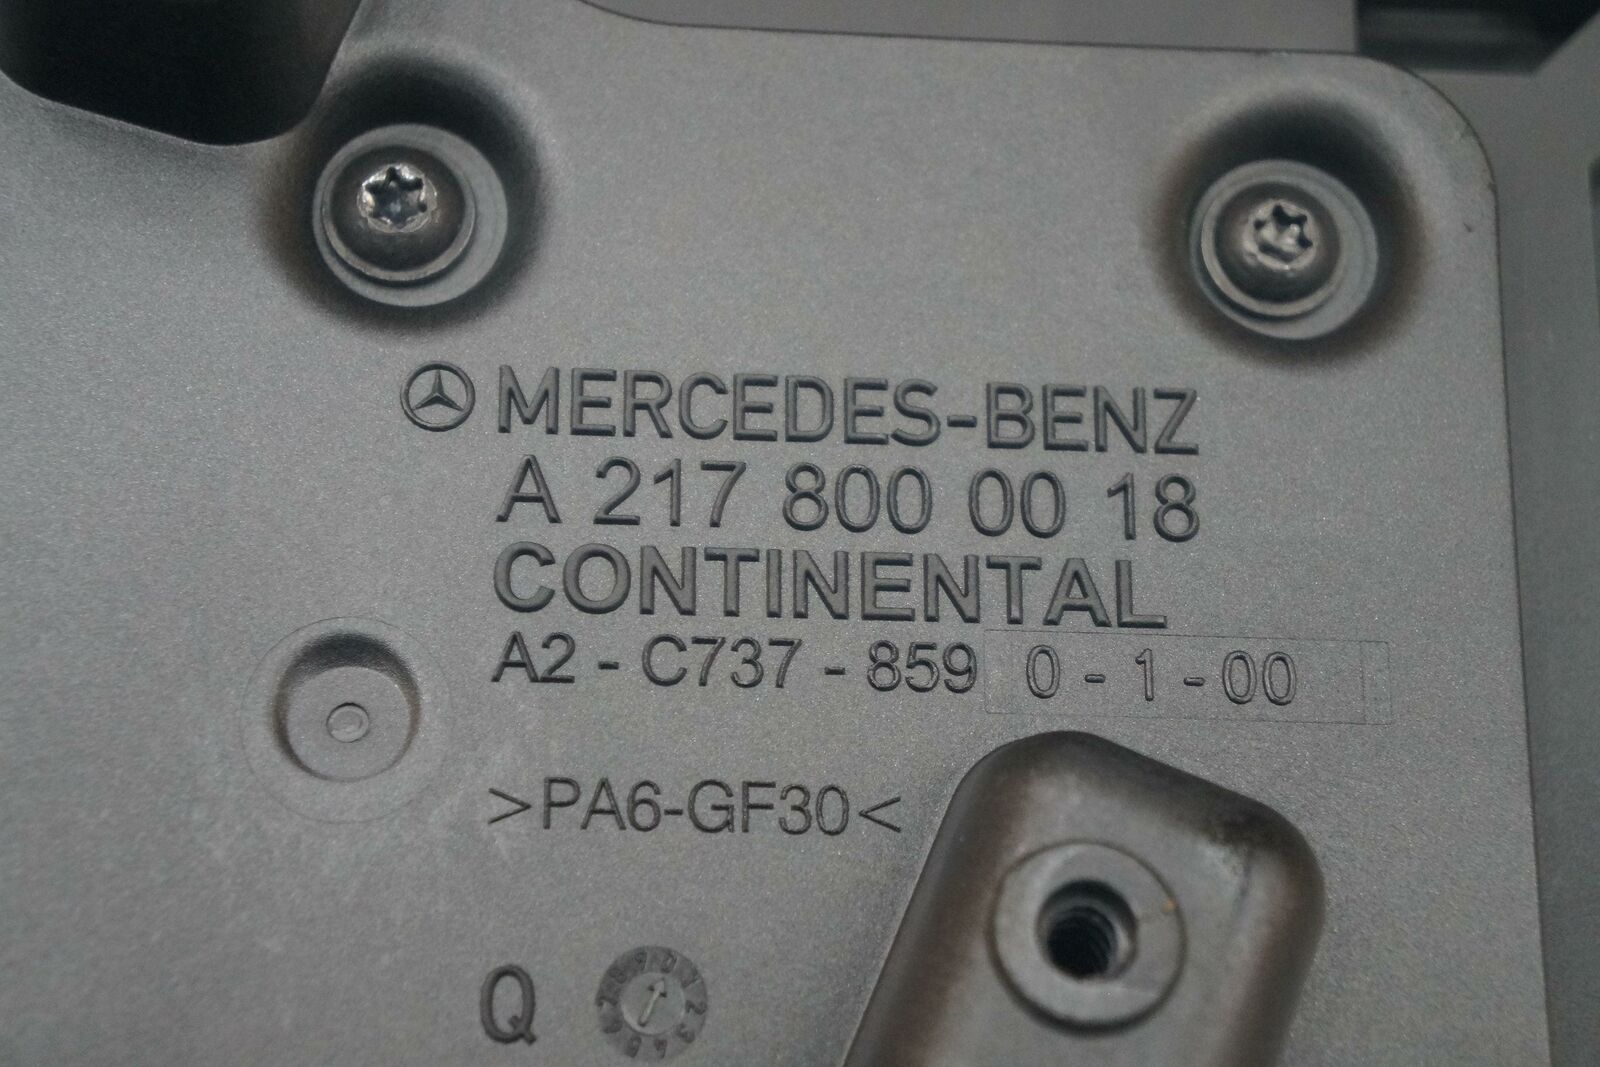 MERCEDES-BENZ
A 217 800 00 18
CONTINENTAL
A2 - C737 - 859 0 - 1 - 00
>PA6-GF30<
Q